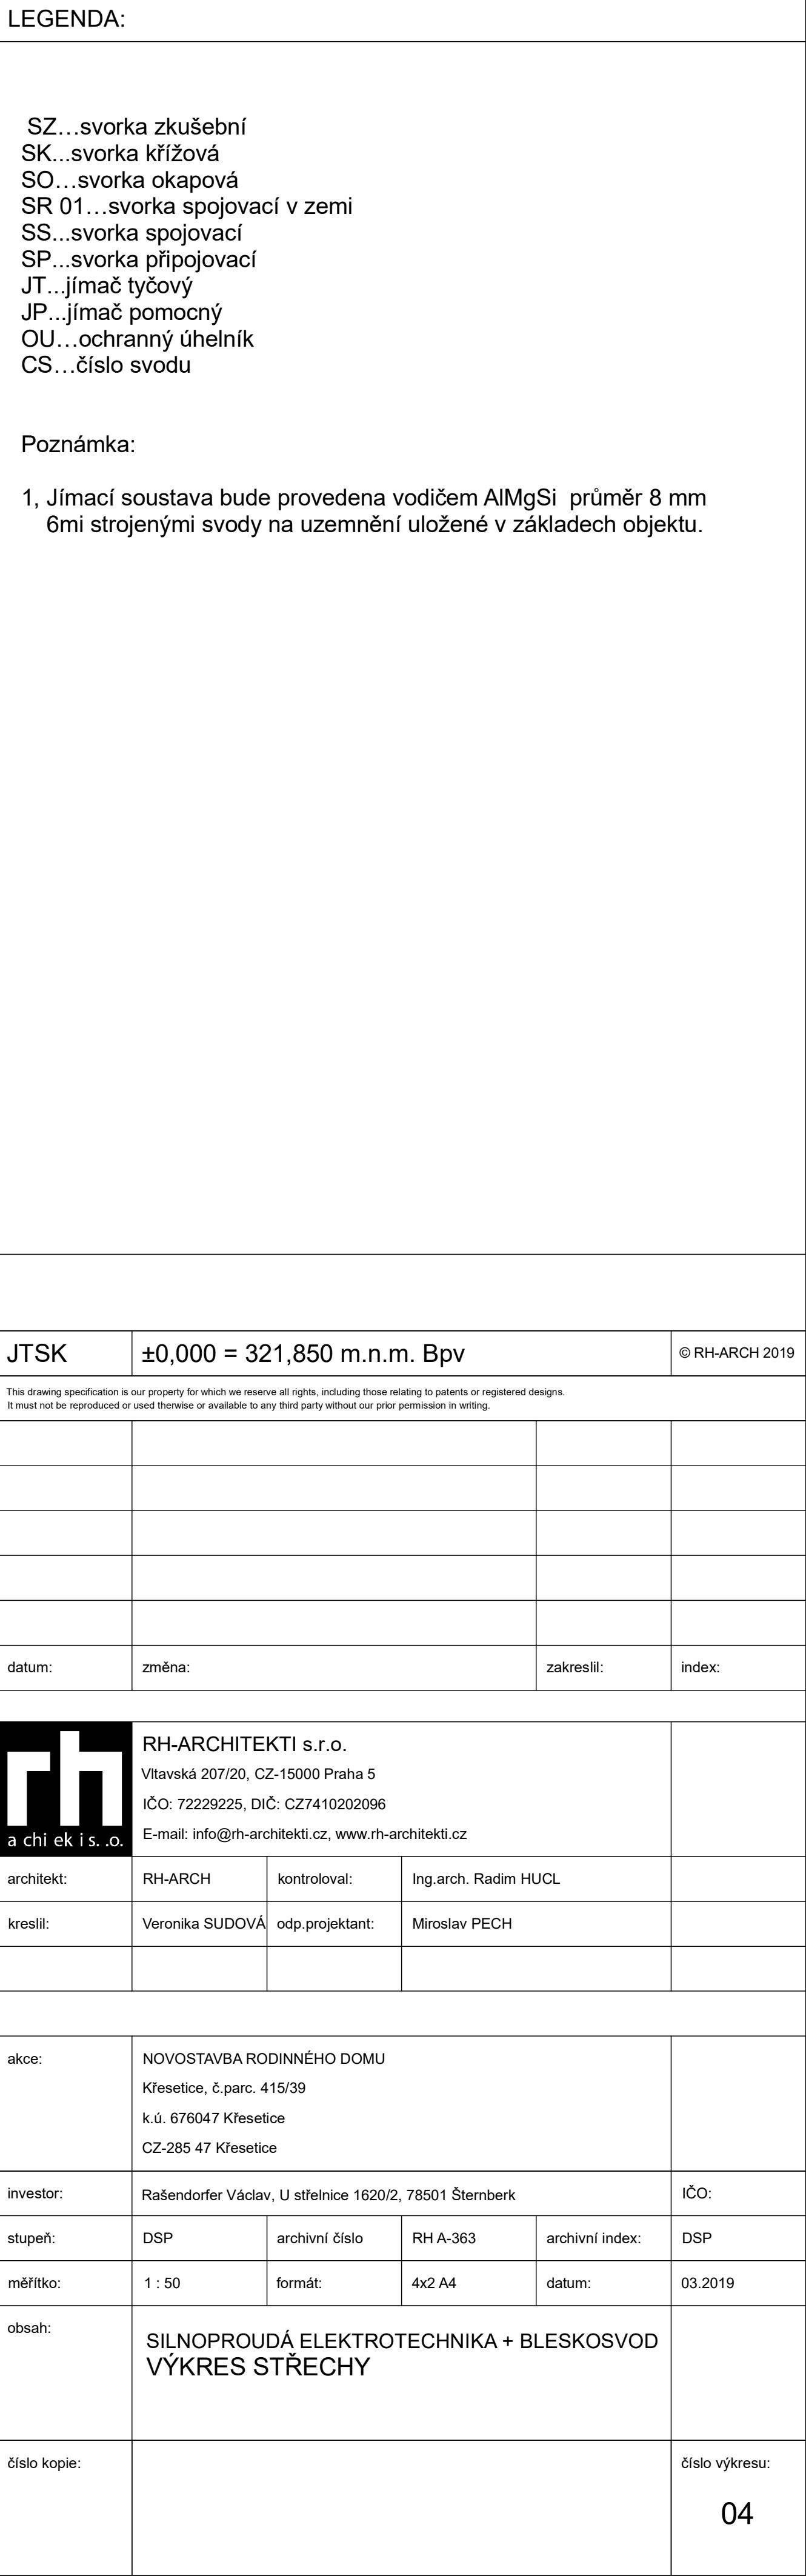 LEGENDA:
SZ…svorka zkušební
SK...svorka křížová
SO…svorka okapová
SR 01…svorka spojovací v zemi
SS...svorka spojovací
SP...svorka připojovací
JT...jímač tyčový
JP...jímač pomocný
OU…ochranný úhelník
CS…číslo svodu
Poznámka:
1, Jímací soustava bude provedena vodičem AlMgSi  průměr 8 mm
6mi strojenými svody na uzemnění uložené v základech objektu.
JTSK ±0,000 = 321,850 m.n.m. Bpv © RH-ARCH 2019
This drawing specification is our property for which we reserve all rights, including those relating to patents or registered designs.
It must not be reproduced or used therwise or available to any third party without our prior permission in writing.
datum: změna: zakreslil: index:
rh
a chi ek i s. .o.
RH-ARCHITEKTI s.r.o.
Vltavská 207/20, CZ-15000 Praha 5
IČO: 72229225, DIČ: CZ7410202096
E-mail: info@rh-architekti.cz, www.rh-architekti.cz
architekt: RH-ARCH kontroloval: Ing.arch. Radim HUCL
kreslil: Veronika SUDOVÁ odp.projektant: Miroslav PECH
akce: NOVOSTAVBA RODINNÉHO DOMU
Křesetice, č.parc. 415/39
k.ú. 676047 Křesetice
CZ-285 47 Křesetice
investor: Rašendorfer Václav, U střelnice 1620/2, 78501 Šternberk IČO:
stupeň: DSP archivní číslo RH A-363 archivní index: DSP
měřítko: 1 : 50 formát: 4x2 A4 datum: 03.2019
obsah: SILNOPROUDÁ ELEKTROTECHNIKA + BLESKOSVOD
VÝKRES STŘECHY
číslo kopie: číslo výkresu:
04